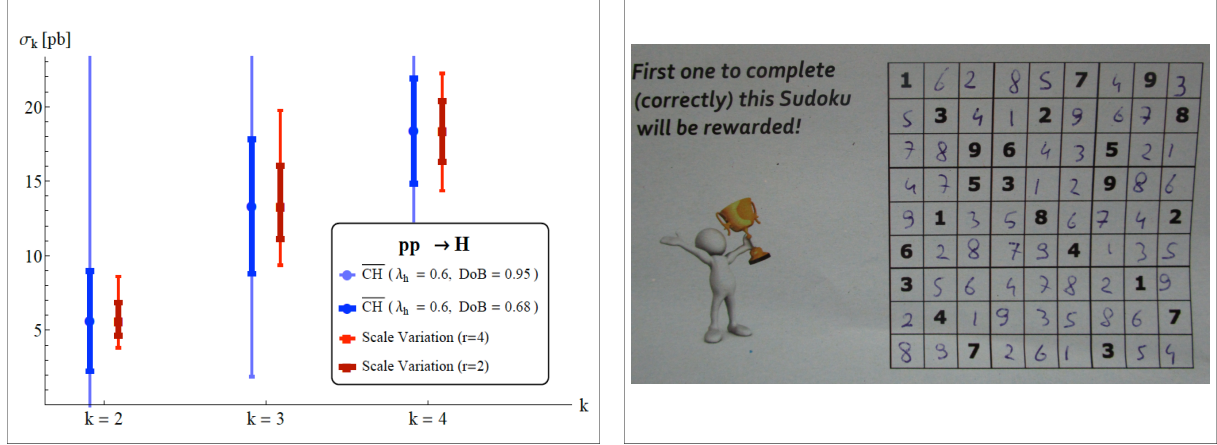 σk [pb]
20
15
10
5
pp → H
CH ( λh = 0.6, DoB = 0.95 )
CH ( λh = 0.6, DoB = 0.68 )
Scale Variation (r=4)
Scale Variation (r=2)
k = 2 k = 3 k = 4 k
First one to complete
(correctly) this Sudoku
will be rewarded!
1 6 2 8 5 7 4 9 3
5 3 4 1 2 9 6 7 8
7 8 9 6 4 3 5 2 1
4 7 5 3 1 2 9 8 6
9 1 3 5 8 6 7 4 2
6 2 8 7 9 4 1 3 5
3 5 6 4 7 8 2 1 9
2 4 1 9 3 5 8 6 7
8 9 7 2 6 1 3 5 4